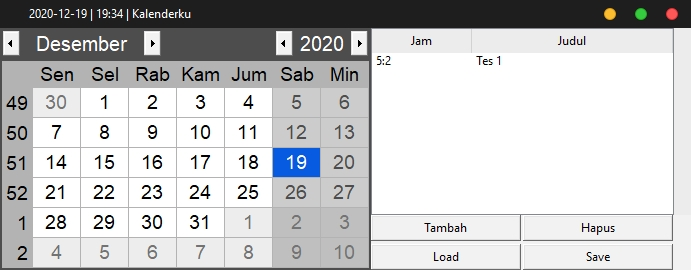 2020-12-19 | 19:34 | Kalenderku
Desember 2020
Sen Sel Rab Kam Jum Sab Min
49 30 1 2 3 4 5 6
50 7 8 9 10 11 12 13
51 14 15 16 17 18 19 20
52 21 22 23 24 25 26 27
1 28 29 30 31 1 2 3
2 4 5 6 7 8 9 10
Jam Judul
5:2 Tes 1
Tambah Hapus
Load Save